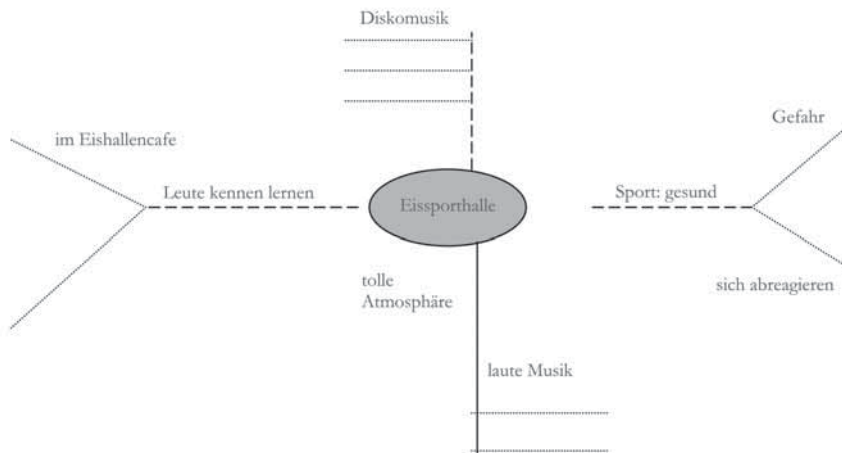 Diskomusik
im Eishallencafe
Gefahr
Leute kennen lernen
Eissporthalle
Sport: gesund
tolle
Atmosphäre
sich abreagieren
laute Musik